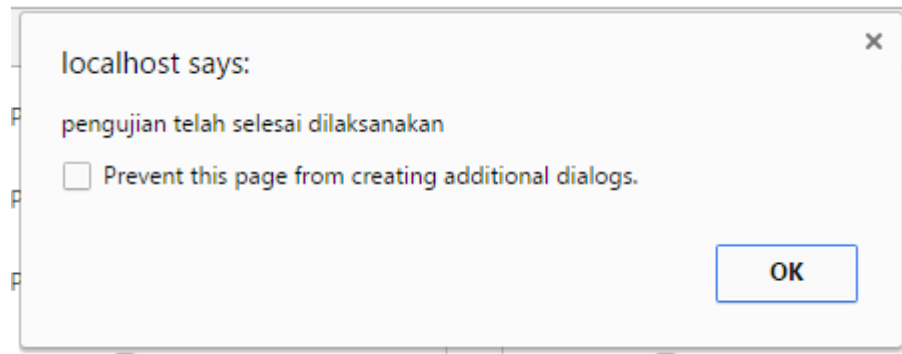 localhost says:
pengujian telah selesai dilaksanakan
Prevent this page from creating additional dialogs.
OK